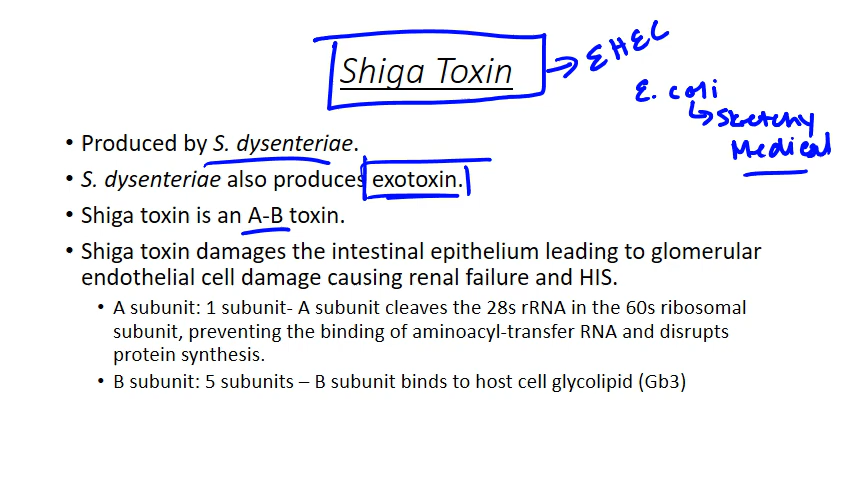 Shiga Toxin
→ EHEC
E. coli
↳ Sketchy
Medical
• Produced by S. dysenteriae.
• S. dysenteriae also produces exotoxin.
• Shiga toxin is an A-B toxin.
• Shiga toxin damages the intestinal epithelium leading to glomerular
endothelial cell damage causing renal failure and HIS.
• A subunit: 1 subunit- A subunit cleaves the 28s rRNA in the 60s ribosomal
subunit, preventing the binding of aminoacyl-transfer RNA and disrupts
protein synthesis.
• B subunit: 5 subunits – B subunit binds to host cell glycolipid (Gb3)